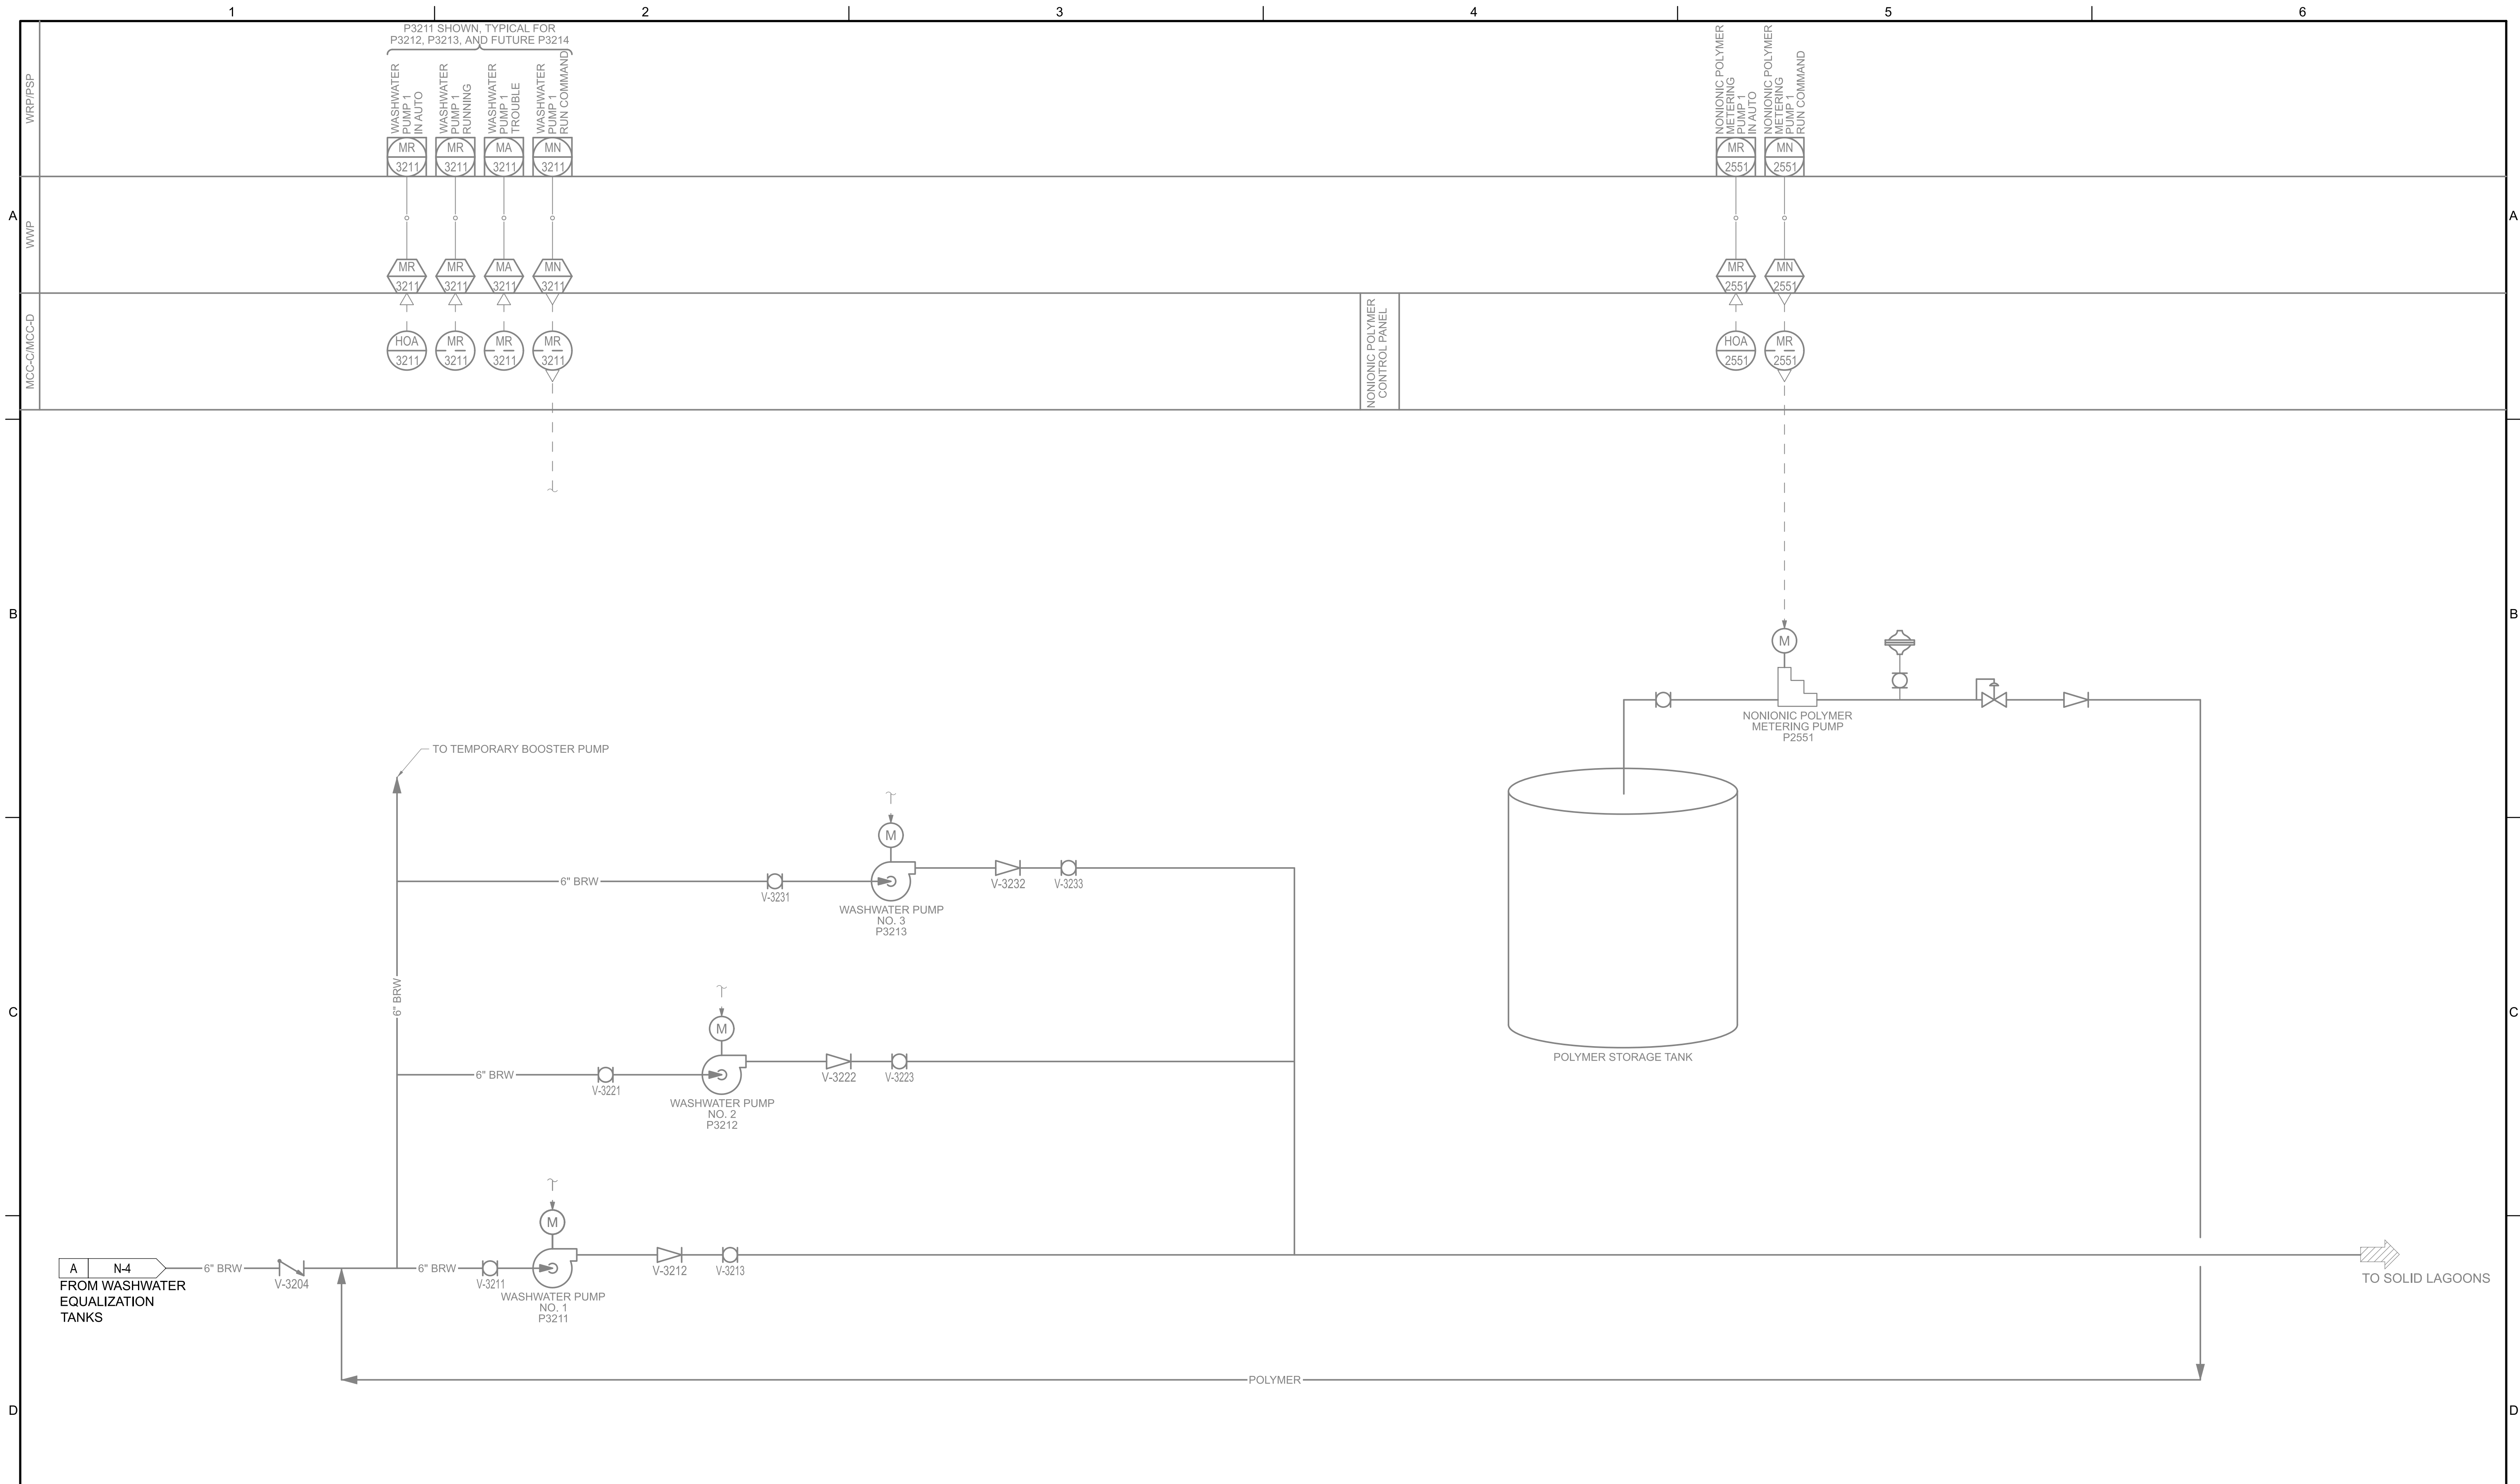 1
2
3
4
5
6
P3211 SHOWN, TYPICAL FOR
P3212, P3213, AND FUTURE P3214
WRP/PSP
WASHWATER
PUMP 1
IN AUTO
WASHWATER
PUMP 1
RUNNING
WASHWATER
PUMP 1
TROUBLE
WASHWATER
PUMP 1
RUN COMMAND
NONIONIC POLYMER
METERING
PUMP 1
IN AUTO
NONIONIC POLYMER
METERING
PUMP 1
RUN COMMAND
MR
3211
MR
3211
MA
3211
MN
3211
MR
2551
MN
2551
A
A
WWP
MR
3211
MR
3211
MA
3211
MN
3211
MR
2551
MN
2551
MCC-C/MCC-D
HOA
3211
MR
3211
MR
3211
MR
3211
NONIONIC POLYMER
CONTROL PANEL
HOA
2551
MR
2551
B
B
M
NONIONIC POLYMER
METERING PUMP
P2551
TO TEMPORARY BOOSTER PUMP
M
6" BRW
V-3231
V-3232
V-3233
WASHWATER PUMP
NO. 3
P3213
6" BRW
C
C
M
6" BRW
V-3221
V-3222
V-3223
WASHWATER PUMP
NO. 2
P3212
POLYMER STORAGE TANK
M
A
N-4
6" BRW
V-3204
6" BRW
V-3211
V-3212
V-3213
FROM WASHWATER
EQUALIZATION
TANKS
WASHWATER PUMP
NO. 1
P3211
TO SOLID LAGOONS
POLYMER
D
D